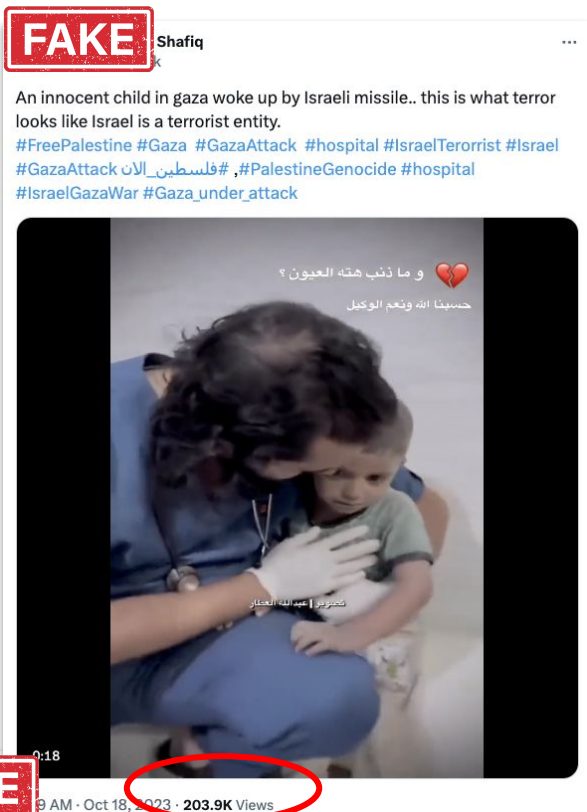 FAKE
Shafiq
k
An innocent child in gaza woke up by Israeli missile.. this is what terror
looks like Israel is a terrorist entity.
#FreePalestine #Gaza #GazaAttack #hospital #IsraelTerorrist #Israel
#GazaAttack فلسطين_الان# ,#PalestineGenocide #hospital
#IsraelGazaWar #Gaza_under_attack
و ما ذنب هته العيون ؟ 💔
حسبنا الله ونعم الوكيل
تصوير | عبدالله العطار
0:18
E
9 AM · Oct 18, 2023 · 203.9K Views